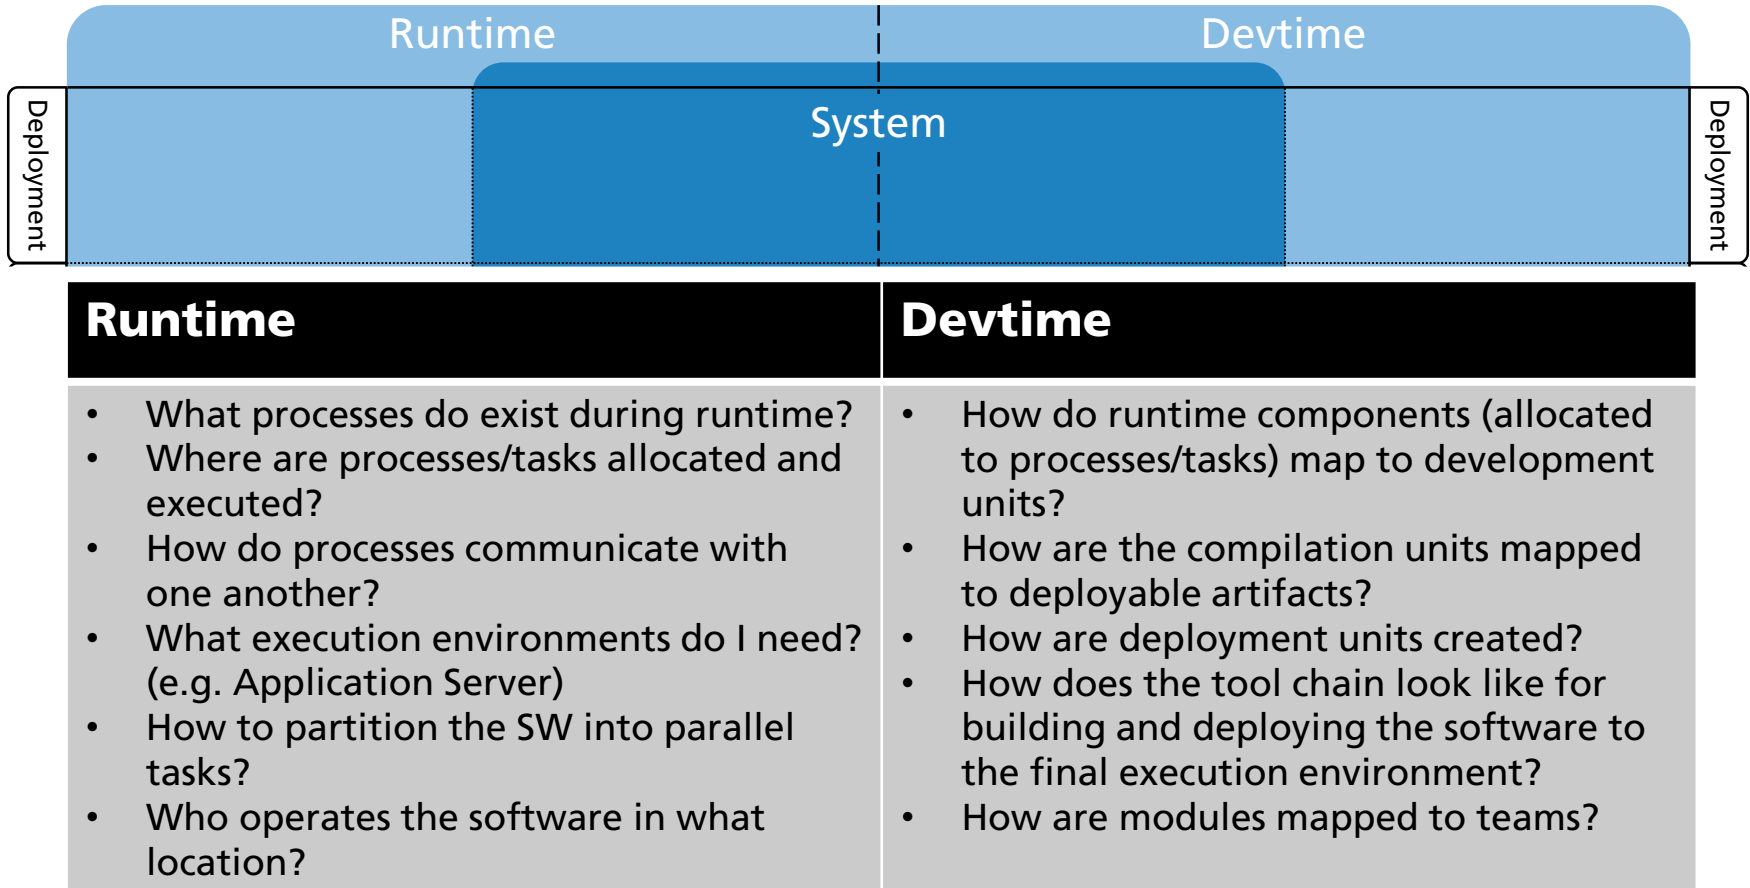 Runtime
Devtime
System
Deployment
Deployment
Runtime
Devtime
• What processes do exist during runtime?
• Where are processes/tasks allocated and
executed?
• How do processes communicate with
one another?
• What execution environments do I need?
(e.g. Application Server)
• How to partition the SW into parallel
tasks?
• Who operates the software in what
location?
• How do runtime components (allocated
to processes/tasks) map to development
units?
• How are the compilation units mapped
to deployable artifacts?
• How are deployment units created?
• How does the tool chain look like for
building and deploying the software to
the final execution environment?
• How are modules mapped to teams?